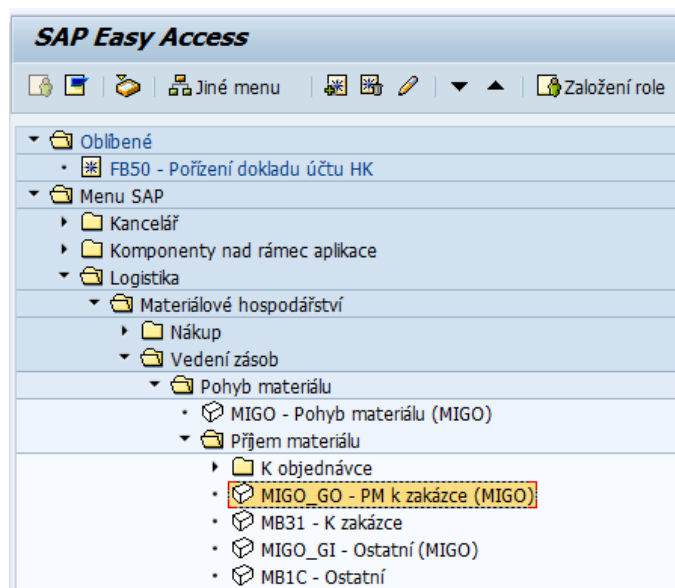 SAP Easy Access
Jiné menu Založení role
Oblíbené
FB50 - Pořízení dokladu účtu HK
Menu SAP
Kancelář
Komponenty nad rámec aplikace
Logistika
Materiálové hospodářství
Nákup
Vedení zásob
Pohyb materiálu
MIGO - Pohyb materiálu (MIGO)
Příjem materiálu
K objednávce
MIGO_GO - PM k zakázce (MIGO)
MB31 - K zakázce
MIGO_GI - Ostatní (MIGO)
MB1C - Ostatní